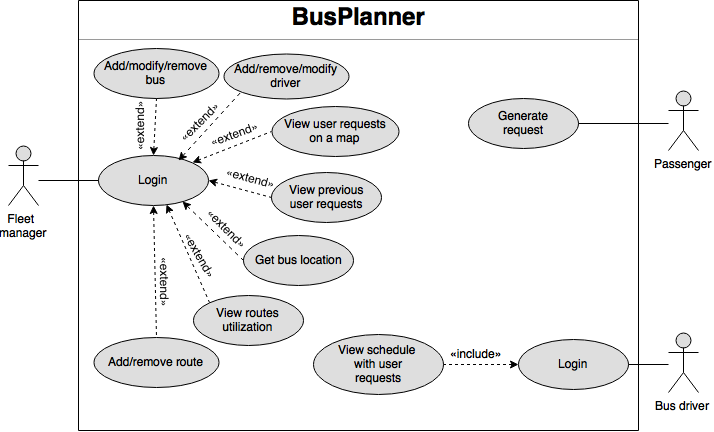 BusPlanner
Add/modify/remove
bus
Add/remove/modify
driver
«extend»
«extend»
View user requests
on a map
«extend»
Generate
request
Passenger
Login
«extend»
View previous
user requests
Fleet
manager
«extend»
Get bus location
«extend»
«extend»
View routes
utilization
Add/remove route
View schedule
with user
requests
«include»
Login
Bus driver